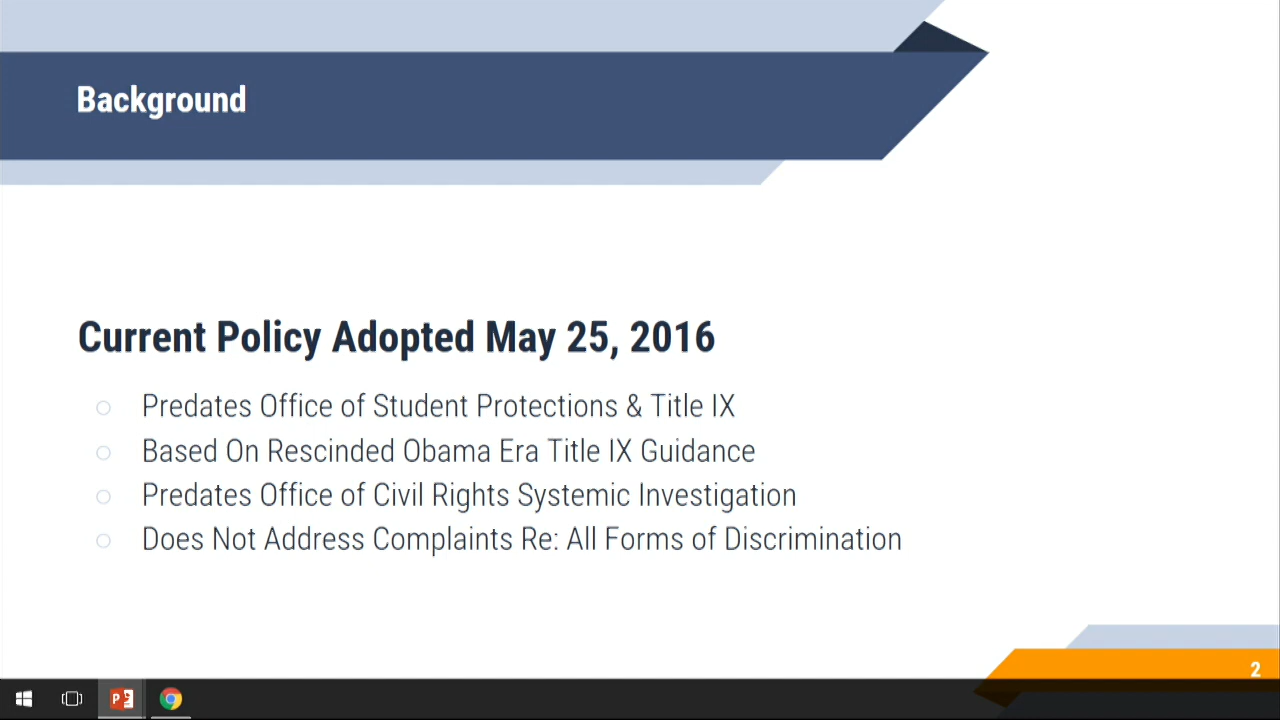 Background
Current Policy Adopted May 25, 2016
Predates Office of Student Protections & Title IX
Based On Rescinded Obama Era Title IX Guidance
Predates Office of Civil Rights Systemic Investigation
Does Not Address Complaints Re: All Forms of Discrimination
2